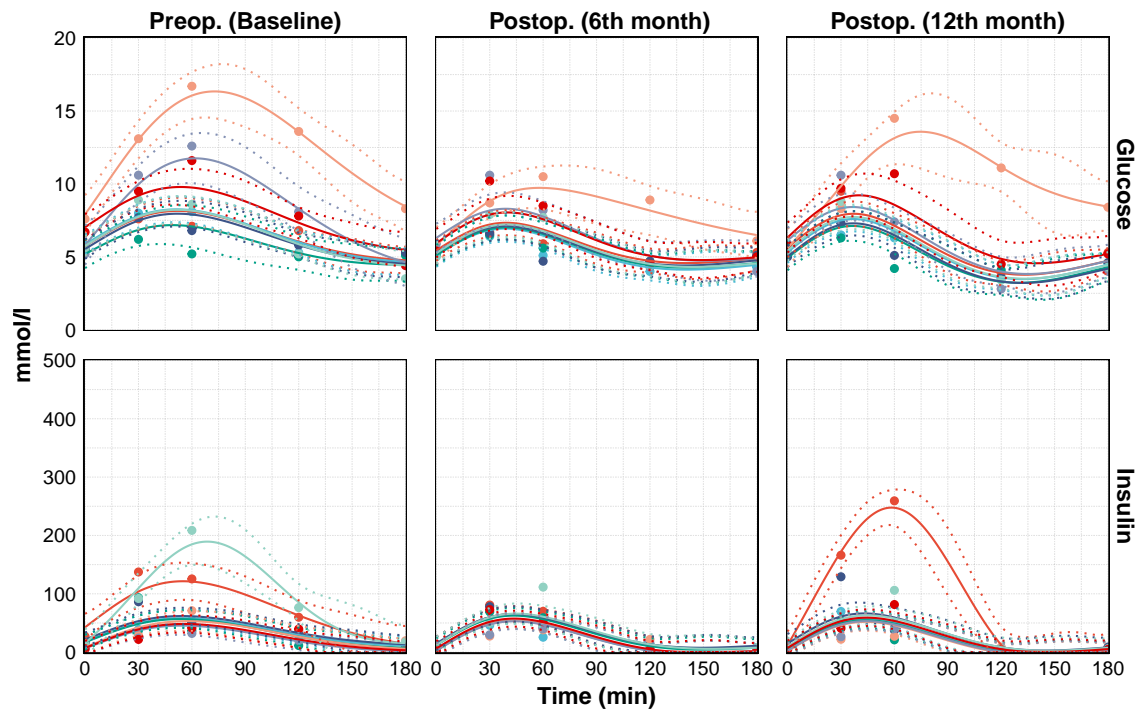 Preop. (Baseline) Postop. (6th month) Postop. (12th month)
20
15
10
5
0
Glucose
mmol/l
500
400
300
200
100
0
Insulin
0 30 60 90 120 150 180 0 30 60 90 120 150 180 0 30 60 90 120 150 180
Time (min)